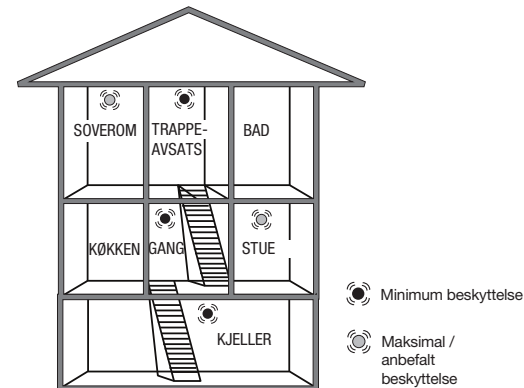 SOVEROM
TRAPPE-
AVSATS
BAD
KØKKEN
GANG
STUE
KJELLER
Minimum beskyttelse
Maksimal /
anbefalt
beskyttelse